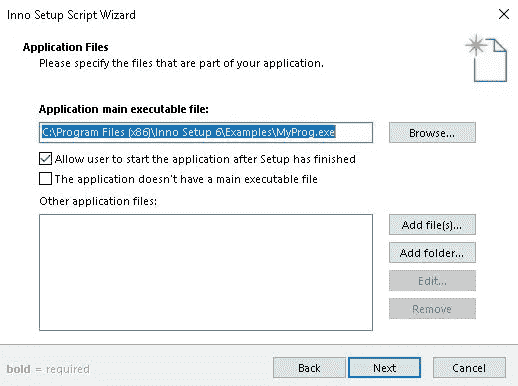 Inno Setup Script Wizard
Application Files
Please specify the files that are part of your application.
Application main executable file:
C:\Program Files (x86)\Inno Setup 6\Examples\MyProg.exe
Browse...
Allow user to start the application after Setup has finished
The application doesn't have a main executable file
Other application files:
Add file(s)...
Add folder...
Edit...
Remove
bold = required
Back
Next
Cancel